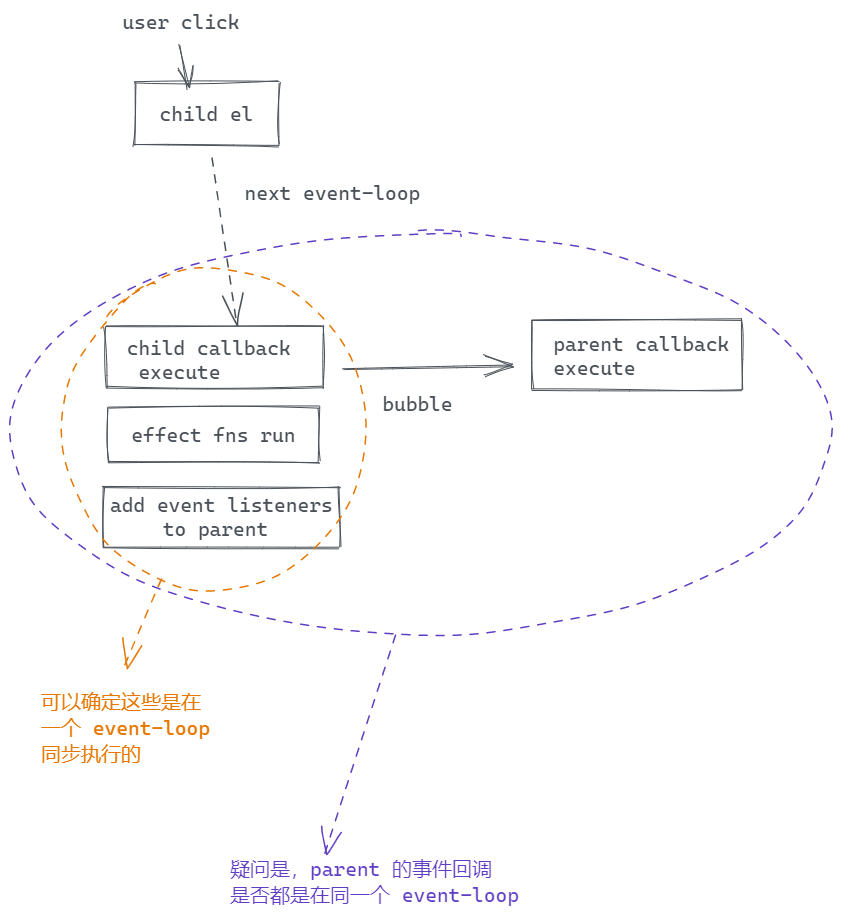 user click
child el
next event-loop
child callback
execute
parent callback
execute
bubble
effect fns run
add event listeners
to parent
可以确定这些是在
一个 event-loop
同步执行的
疑问是，parent 的事件回调
是否都是在同一个 event-loop